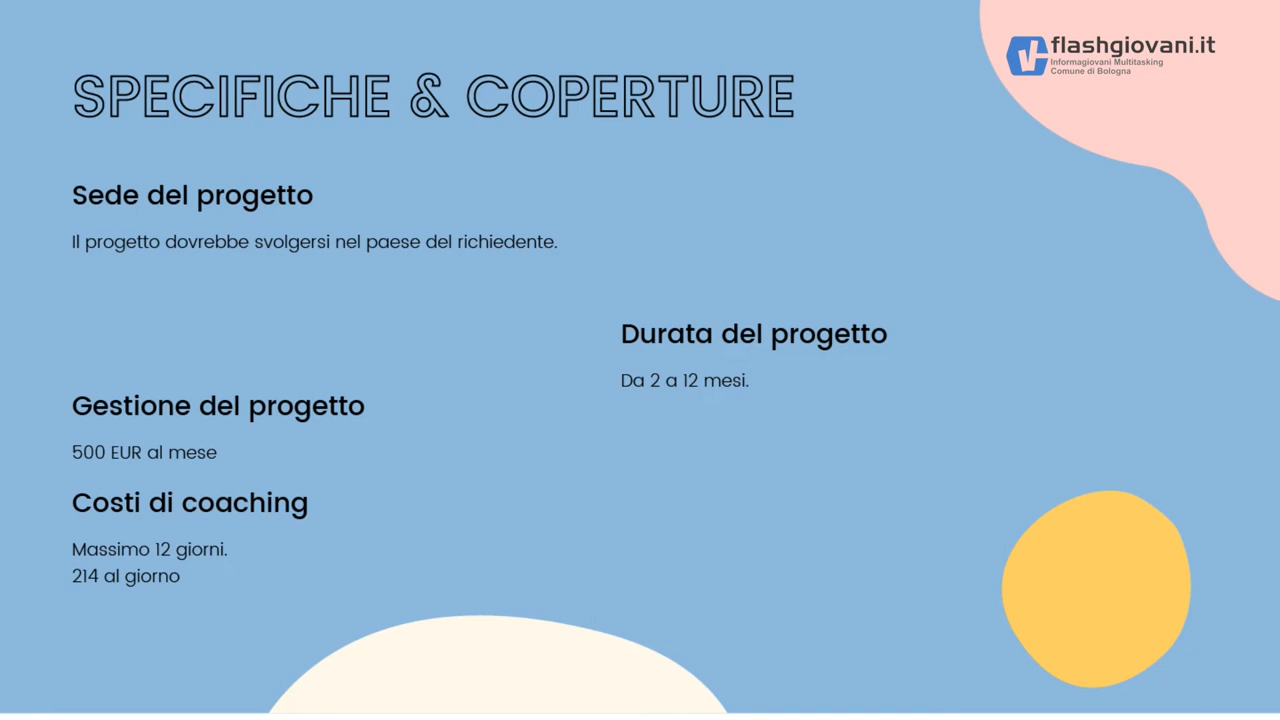 flashgiovani.it
Informagiovani Multitasking
Comune di Bologna
SPECIFICHE & COPERTURE
Sede del progetto
Il progetto dovrebbe svolgersi nel paese del richiedente.
Durata del progetto
Da 2 a 12 mesi.
Gestione del progetto
500 EUR al mese
Costi di coaching
Massimo 12 giorni.
214 al giorno